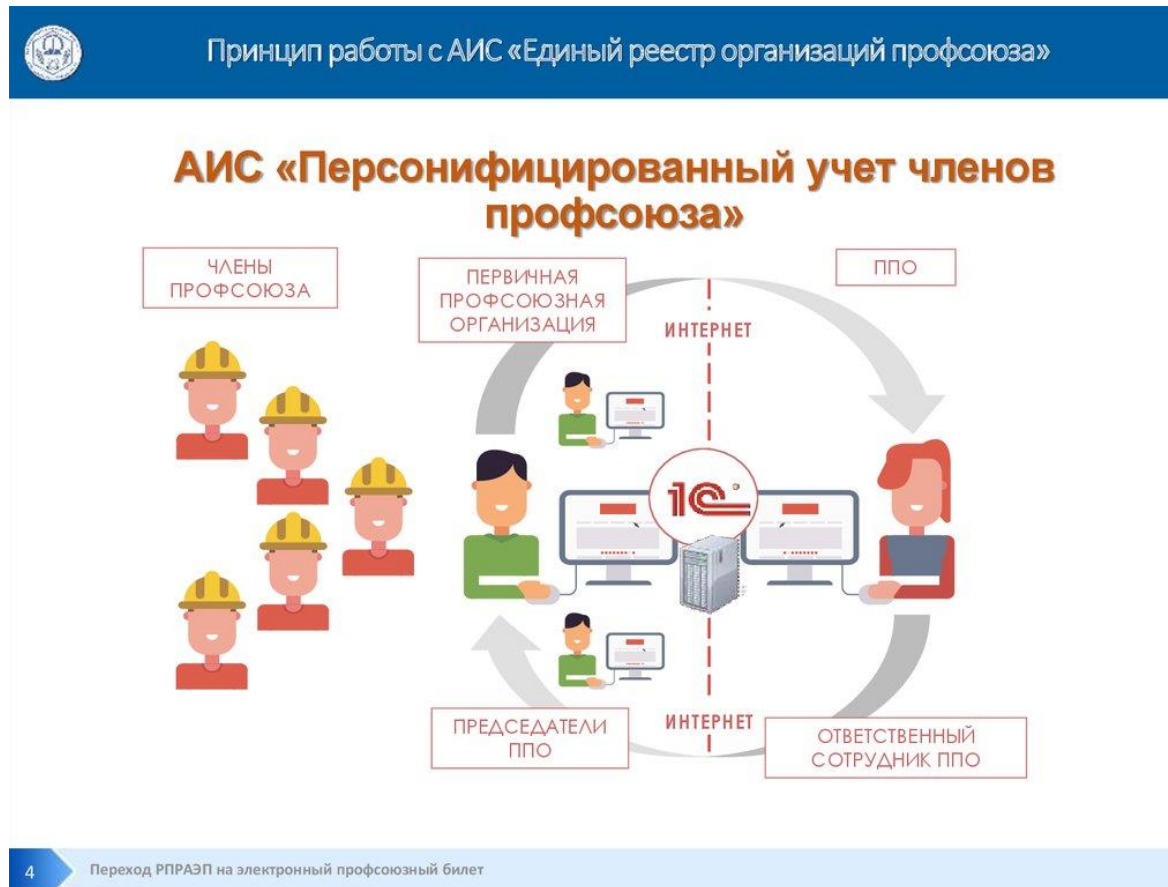 Принцип работы с АИС «Единый реестр организаций профсоюза»
АИС «Персонифицированный учет членов
профсоюза»
ЧЛЕНЫ
ПРОФСОЮЗА
ПЕРВИЧНАЯ
ПРОФСОЮЗНАЯ
ОРГАНИЗАЦИЯ
ППО
ИНТЕРНЕТ
1С
ИНТЕРНЕТ
ПРЕДСЕДАТЕЛИ
ППО
ОТВЕТСТВЕННЫЙ
СОТРУДНИК ППО
4
Переход РПРАЭП на электронный профсоюзный билет